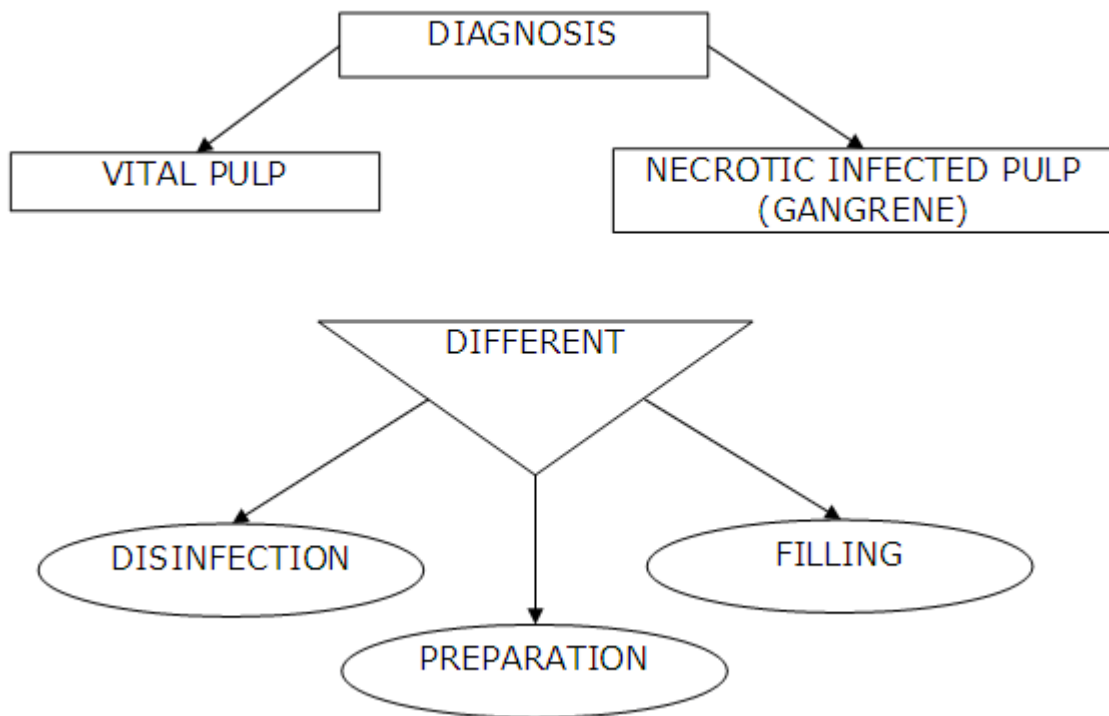 DIAGNOSIS
VITAL PULP
NECROTIC INFECTED PULP
(GANGRENE)
DIFFERENT
DISINFECTION
FILLING
PREPARATION